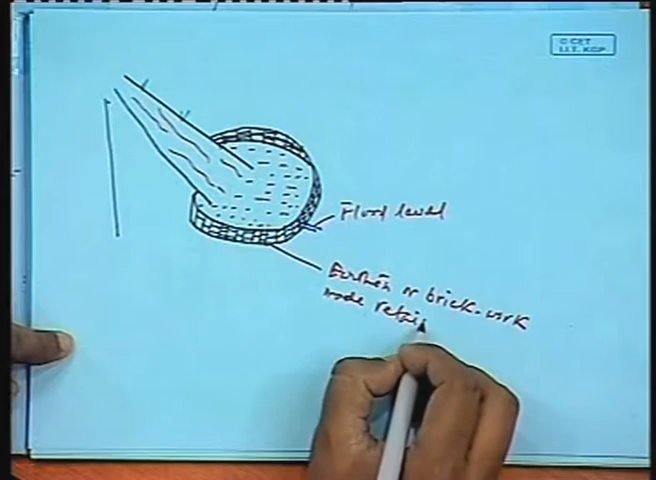 © CET
I.I.T. KGP
Flood level
Earthen or brick-work
made retai